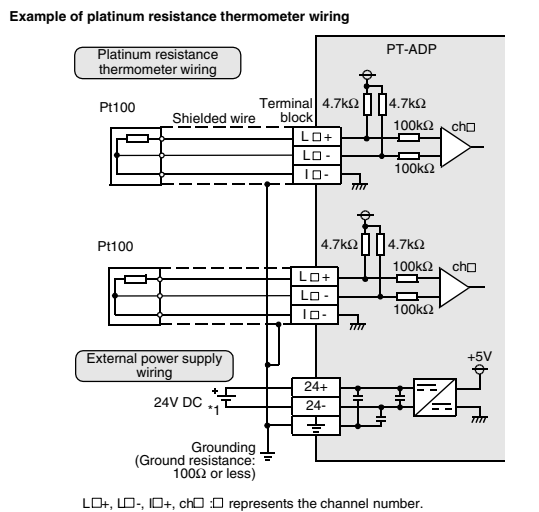 Example of platinum resistance thermometer wiring
Platinum resistance
thermometer wiring
PT-ADP
Pt100
Shielded wire
Terminal
block
4.7kΩ
4.7kΩ
100kΩ
ch□
L□+
L□-
I□-
100kΩ
Pt100
4.7kΩ
4.7kΩ
100kΩ
ch□
L□+
L□-
I□-
100kΩ
External power supply
wiring
+5V
24V DC
*1
+
-
24+
24-
Grounding
(Ground resistance:
100Ω or less)
L□+, L□-, I□+, ch□ :□ represents the channel number.